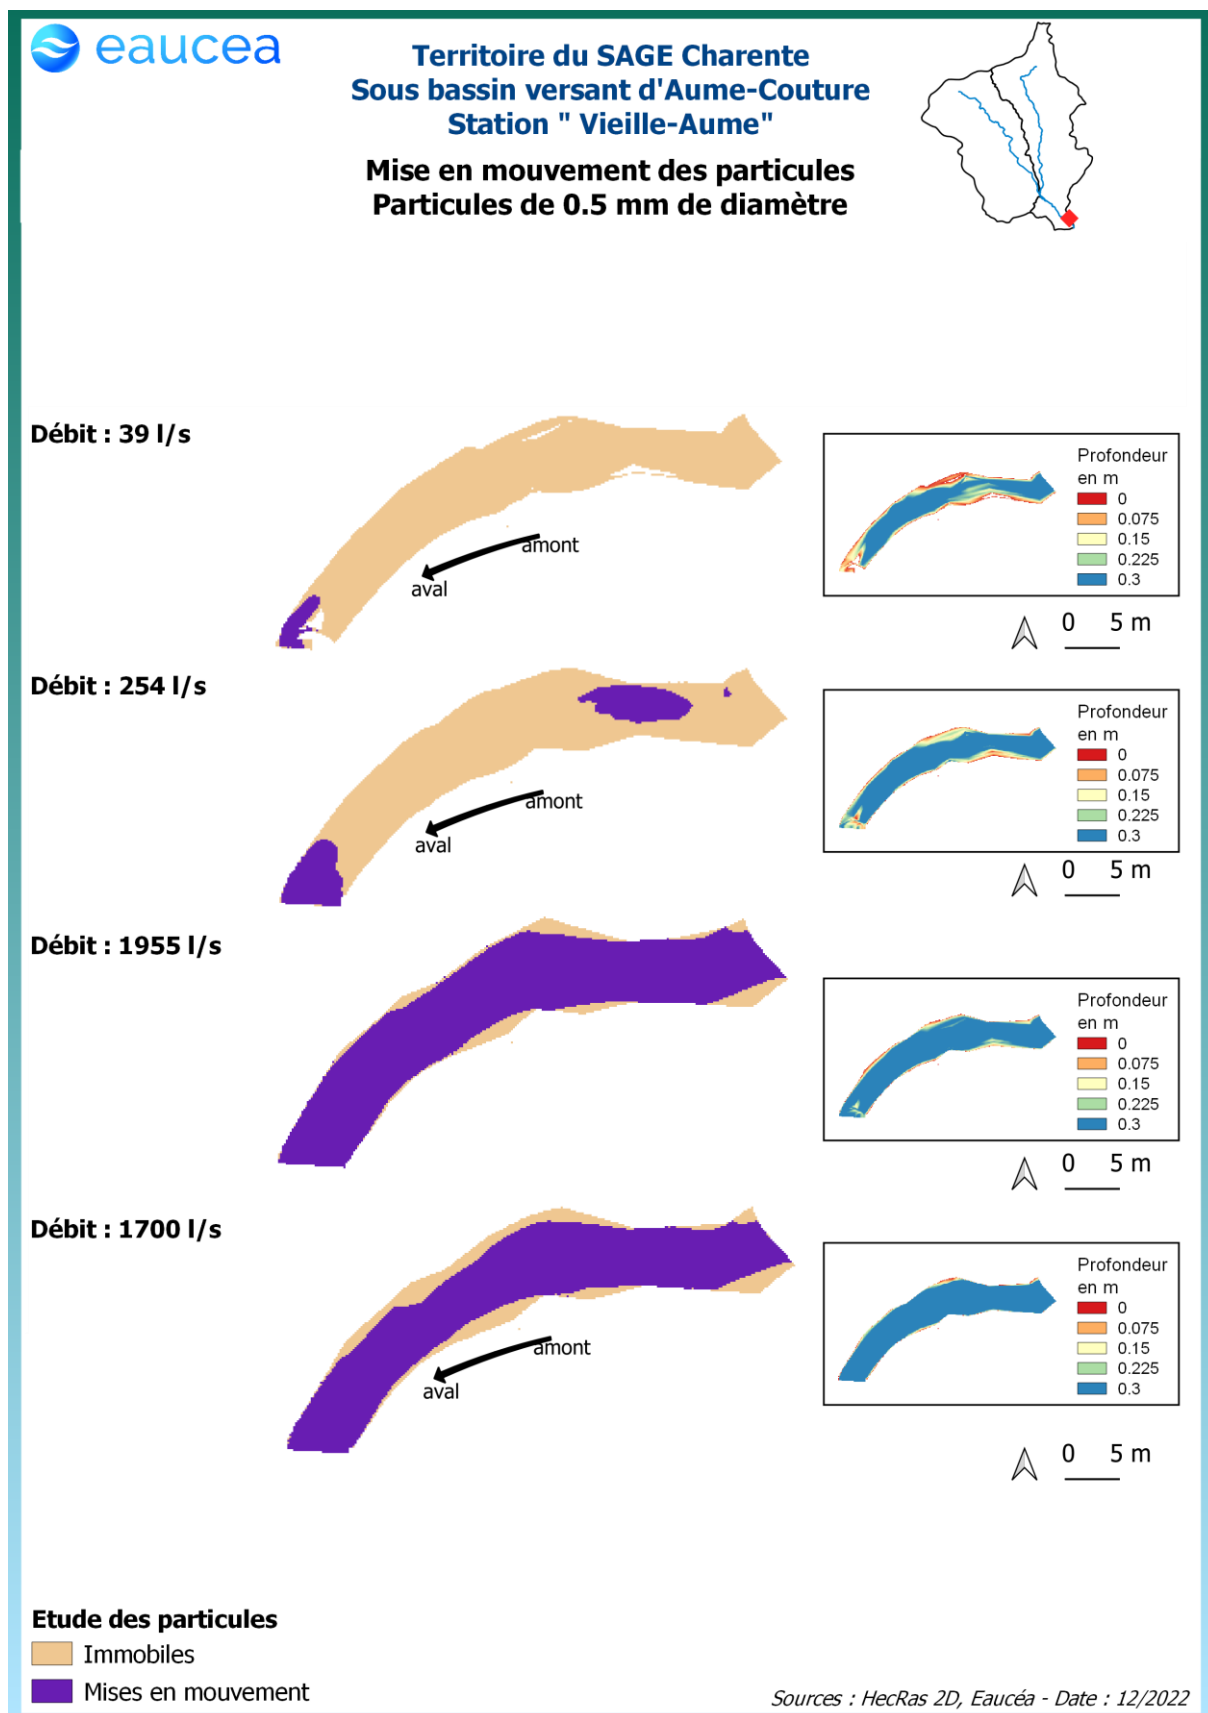 eaucea
Territoire du SAGE Charente
Sous bassin versant d'Aume-Couture
Station " Vieille-Aume"
Mise en mouvement des particules
Particules de 0.5 mm de diamètre
Débit : 39 l/s
amont
aval
Profondeur
en m
0
0.075
0.15
0.225
0.3
0 5 m
Débit : 254 l/s
amont
aval
Profondeur
en m
0
0.075
0.15
0.225
0.3
0 5 m
Débit : 1955 l/s
Profondeur
en m
0
0.075
0.15
0.225
0.3
0 5 m
Débit : 1700 l/s
amont
aval
Profondeur
en m
0
0.075
0.15
0.225
0.3
0 5 m
Etude des particules
Immobiles
Mises en mouvement
Sources : HecRas 2D, Eaucéa - Date : 12/2022